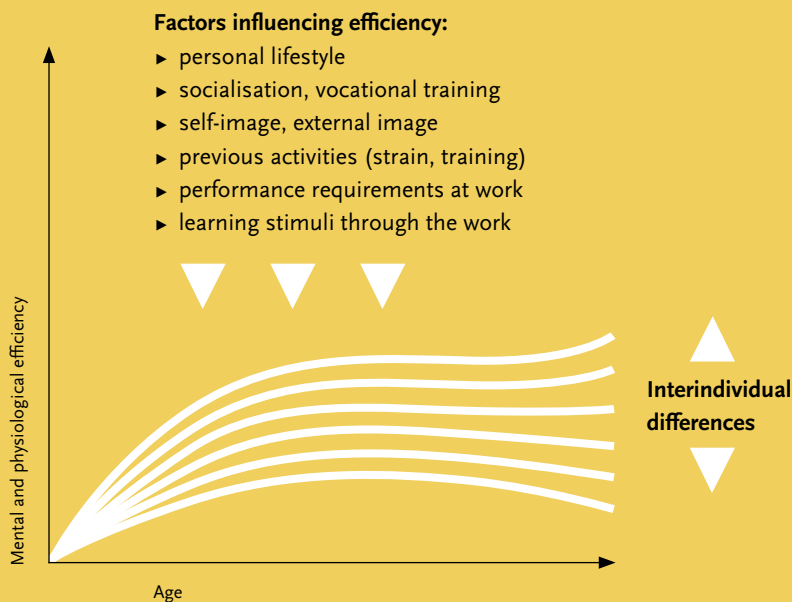 Factors influencing efficiency:
► personal lifestyle
► socialisation, vocational training
► self-image, external image
► previous activities (strain, training)
► performance requirements at work
► learning stimuli through the work
Mental and physiological efficiency
Interindividual
differences
Age